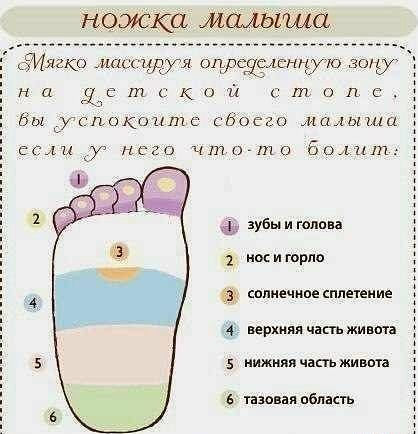 ножка малыша
Мягко массируя определенную зону
на детской стопе,
вы успокоите своего малыша
если у него что-то болит:
1
2
3
4
5
6
1 зубы и голова
2 нос и горло
3 солнечное сплетение
4 верхняя часть живота
5 нижняя часть живота
6 тазовая область